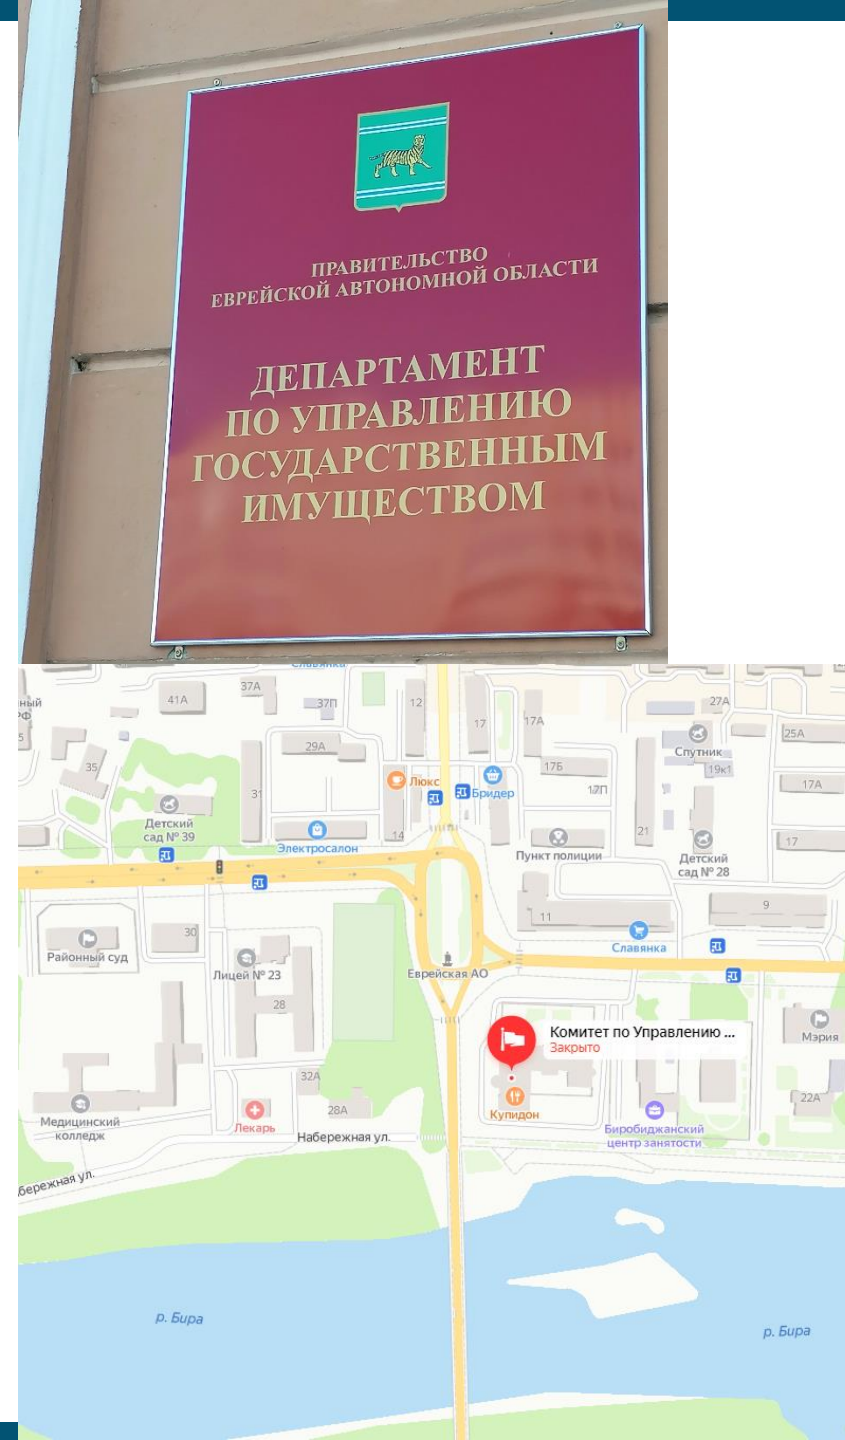 ПРАВИТЕЛЬСТВО
ЕВРЕЙСКОЙ АВТОНОМНОЙ ОБЛАСТИ
ДЕПАРТАМЕНТ
ПО УПРАВЛЕНИЮ
ГОСУДАРСТВЕННЫМ
ИМУЩЕСТВОМ
Славянка
37А
41А
37П
12
27А
17
17А
25А
Спутник
29А
35
17Б
19к1
Люкс
17А
31
Бридер
17П
Детский
сад № 39
21
14
17
Электросалон
Пункт полиции
Детский
сад № 28
9
11
30
Районный суд
Славянка
Лицей № 23
Еврейская АО
28
Комитет по Управлению ...
Закрыто
Мэрия
32А
22А
28А
Медицинский
колледж
Лекарь
Купидон
Биробиджанский
центр занятости
Набережная ул.
бережная ул.
р. Бира
р. Бира